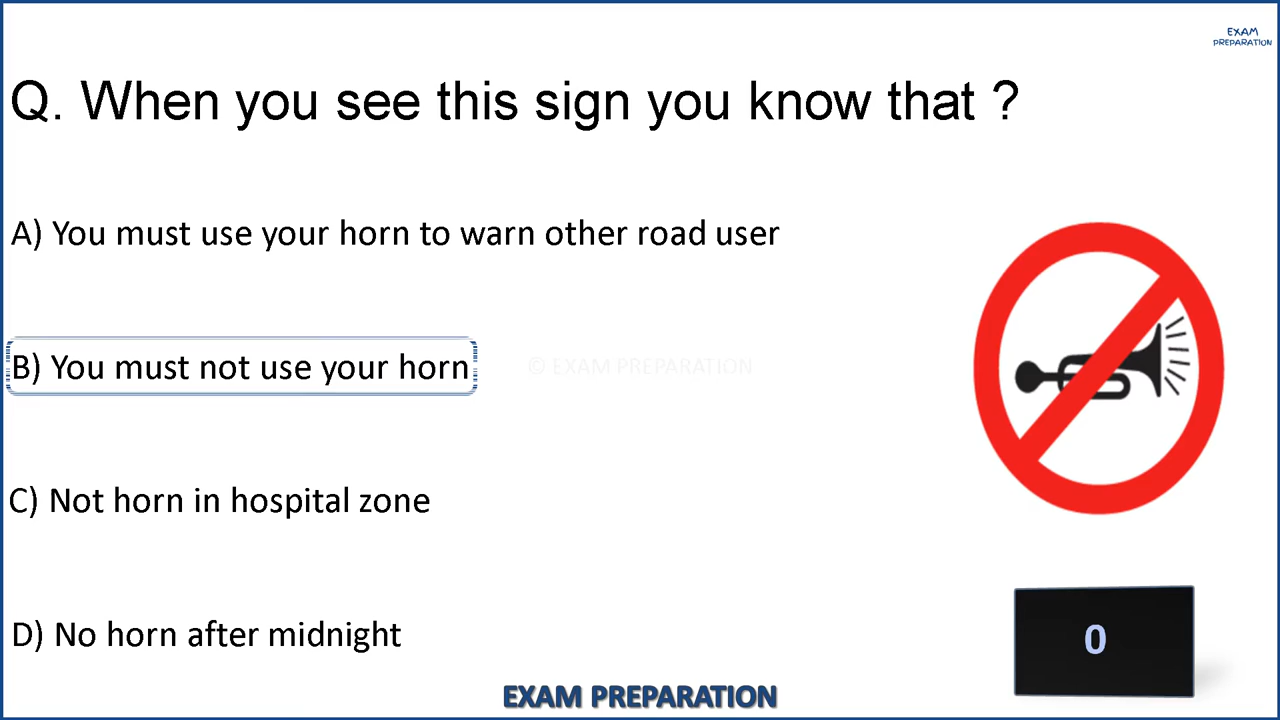 EXAM
PREPARATION
Q. When you see this sign you know that ?
A) You must use your horn to warn other road user
B) You must not use your horn
© EXAM PREPARATION
C) Not horn in hospital zone
D) No horn after midnight
0
EXAM PREPARATION